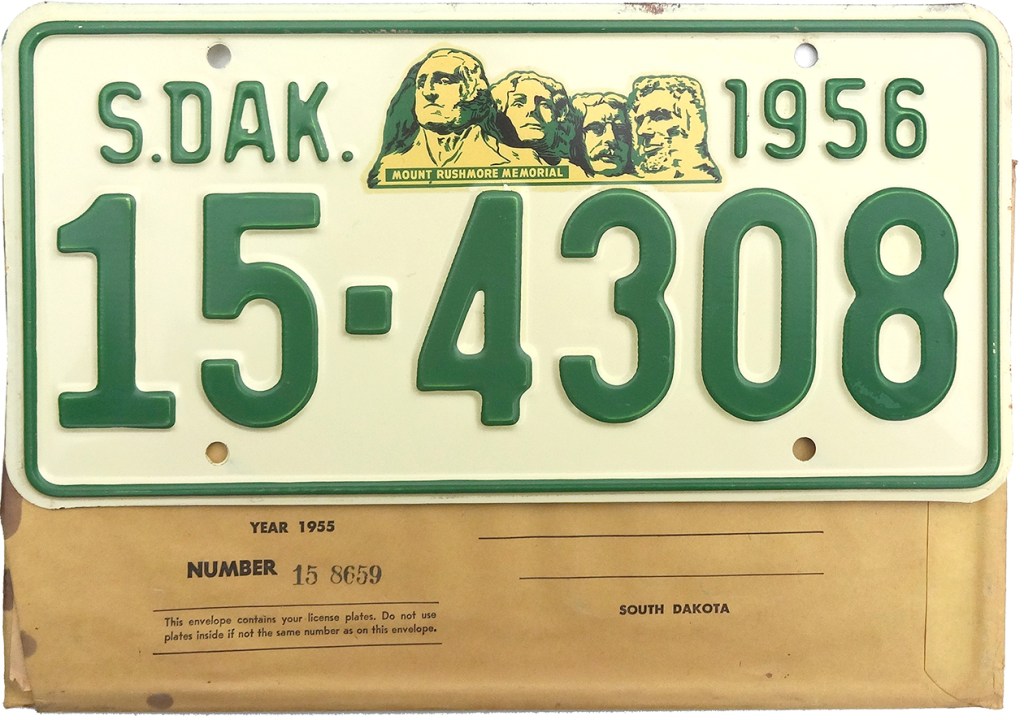 S.DAK. 1956
MOUNT RUSHMORE MEMORIAL
15-4308
YEAR 1955
NUMBER 15 8659
This envelope contains your license plates. Do not use
plates inside if not the same number as on this envelope.
SOUTH DAKOTA